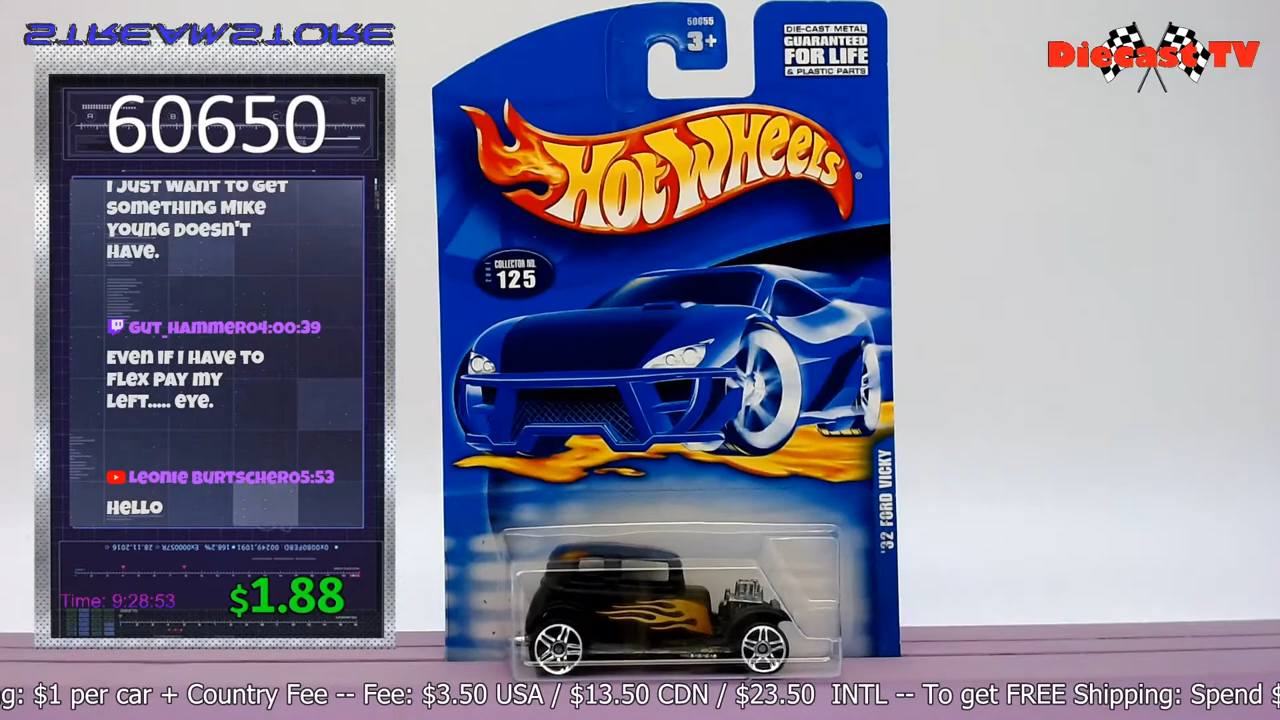 STREAMSTORE
60650
I just want to get
something Mike
Young doesn't
have.
Gut_Hammer04:00:39
Even if I have to
flex pay my
left..... eye.
Leonie Burtscher05:53
Hello
Time: 9:28:53
$1.88
50055
3+
DIE-CAST METAL
GUARANTEED
FOR LIFE
& PLASTIC PARTS
HOT WHEELS
®
COLLECTOR NO.
125
'32 FORD VICKY
Diecast TV
g: $1 per car + Country Fee -- Fee: $3.50 USA / $13.50 CDN / $23.50 INTL -- To get FREE Shipping: Spend $